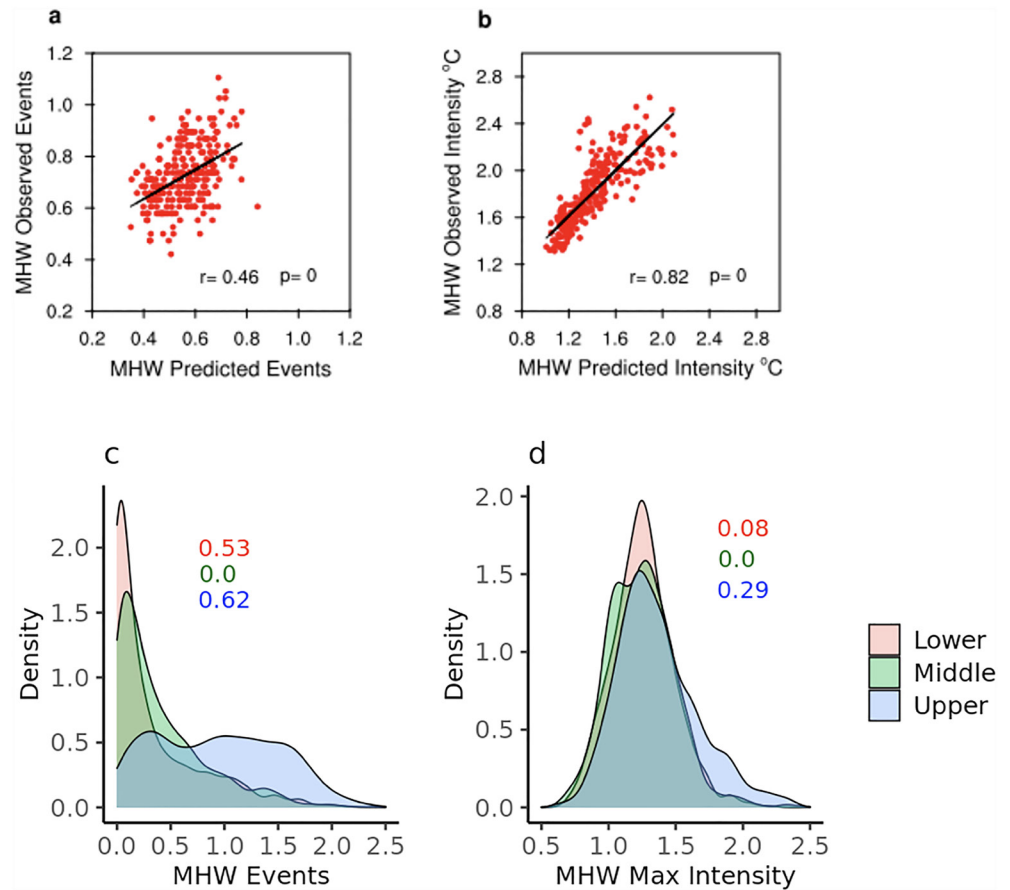 a
1.2
1.0
0.8
0.6
0.4
0.2
MHW Observed Events
r= 0.46 p= 0
0.2 0.4 0.6 0.8 1.0 1.2
MHW Predicted Events
b
2.8
2.4
2.0
1.6
1.2
0.8
MHW Observed Intensity °C
r= 0.82 p= 0
0.8 1.2 1.6 2.0 2.4 2.8
MHW Predicted Intensity °C
c
2.0
1.5
1.0
0.5
0.0
Density
0.53
0.0
0.62
0.0 0.5 1.0 1.5 2.0 2.5
MHW Events
d
2.0
1.5
1.0
0.5
0.0
Density
0.08
0.0
0.29
0.5 1.0 1.5 2.0 2.5
MHW Max Intensity
Lower
Middle
Upper